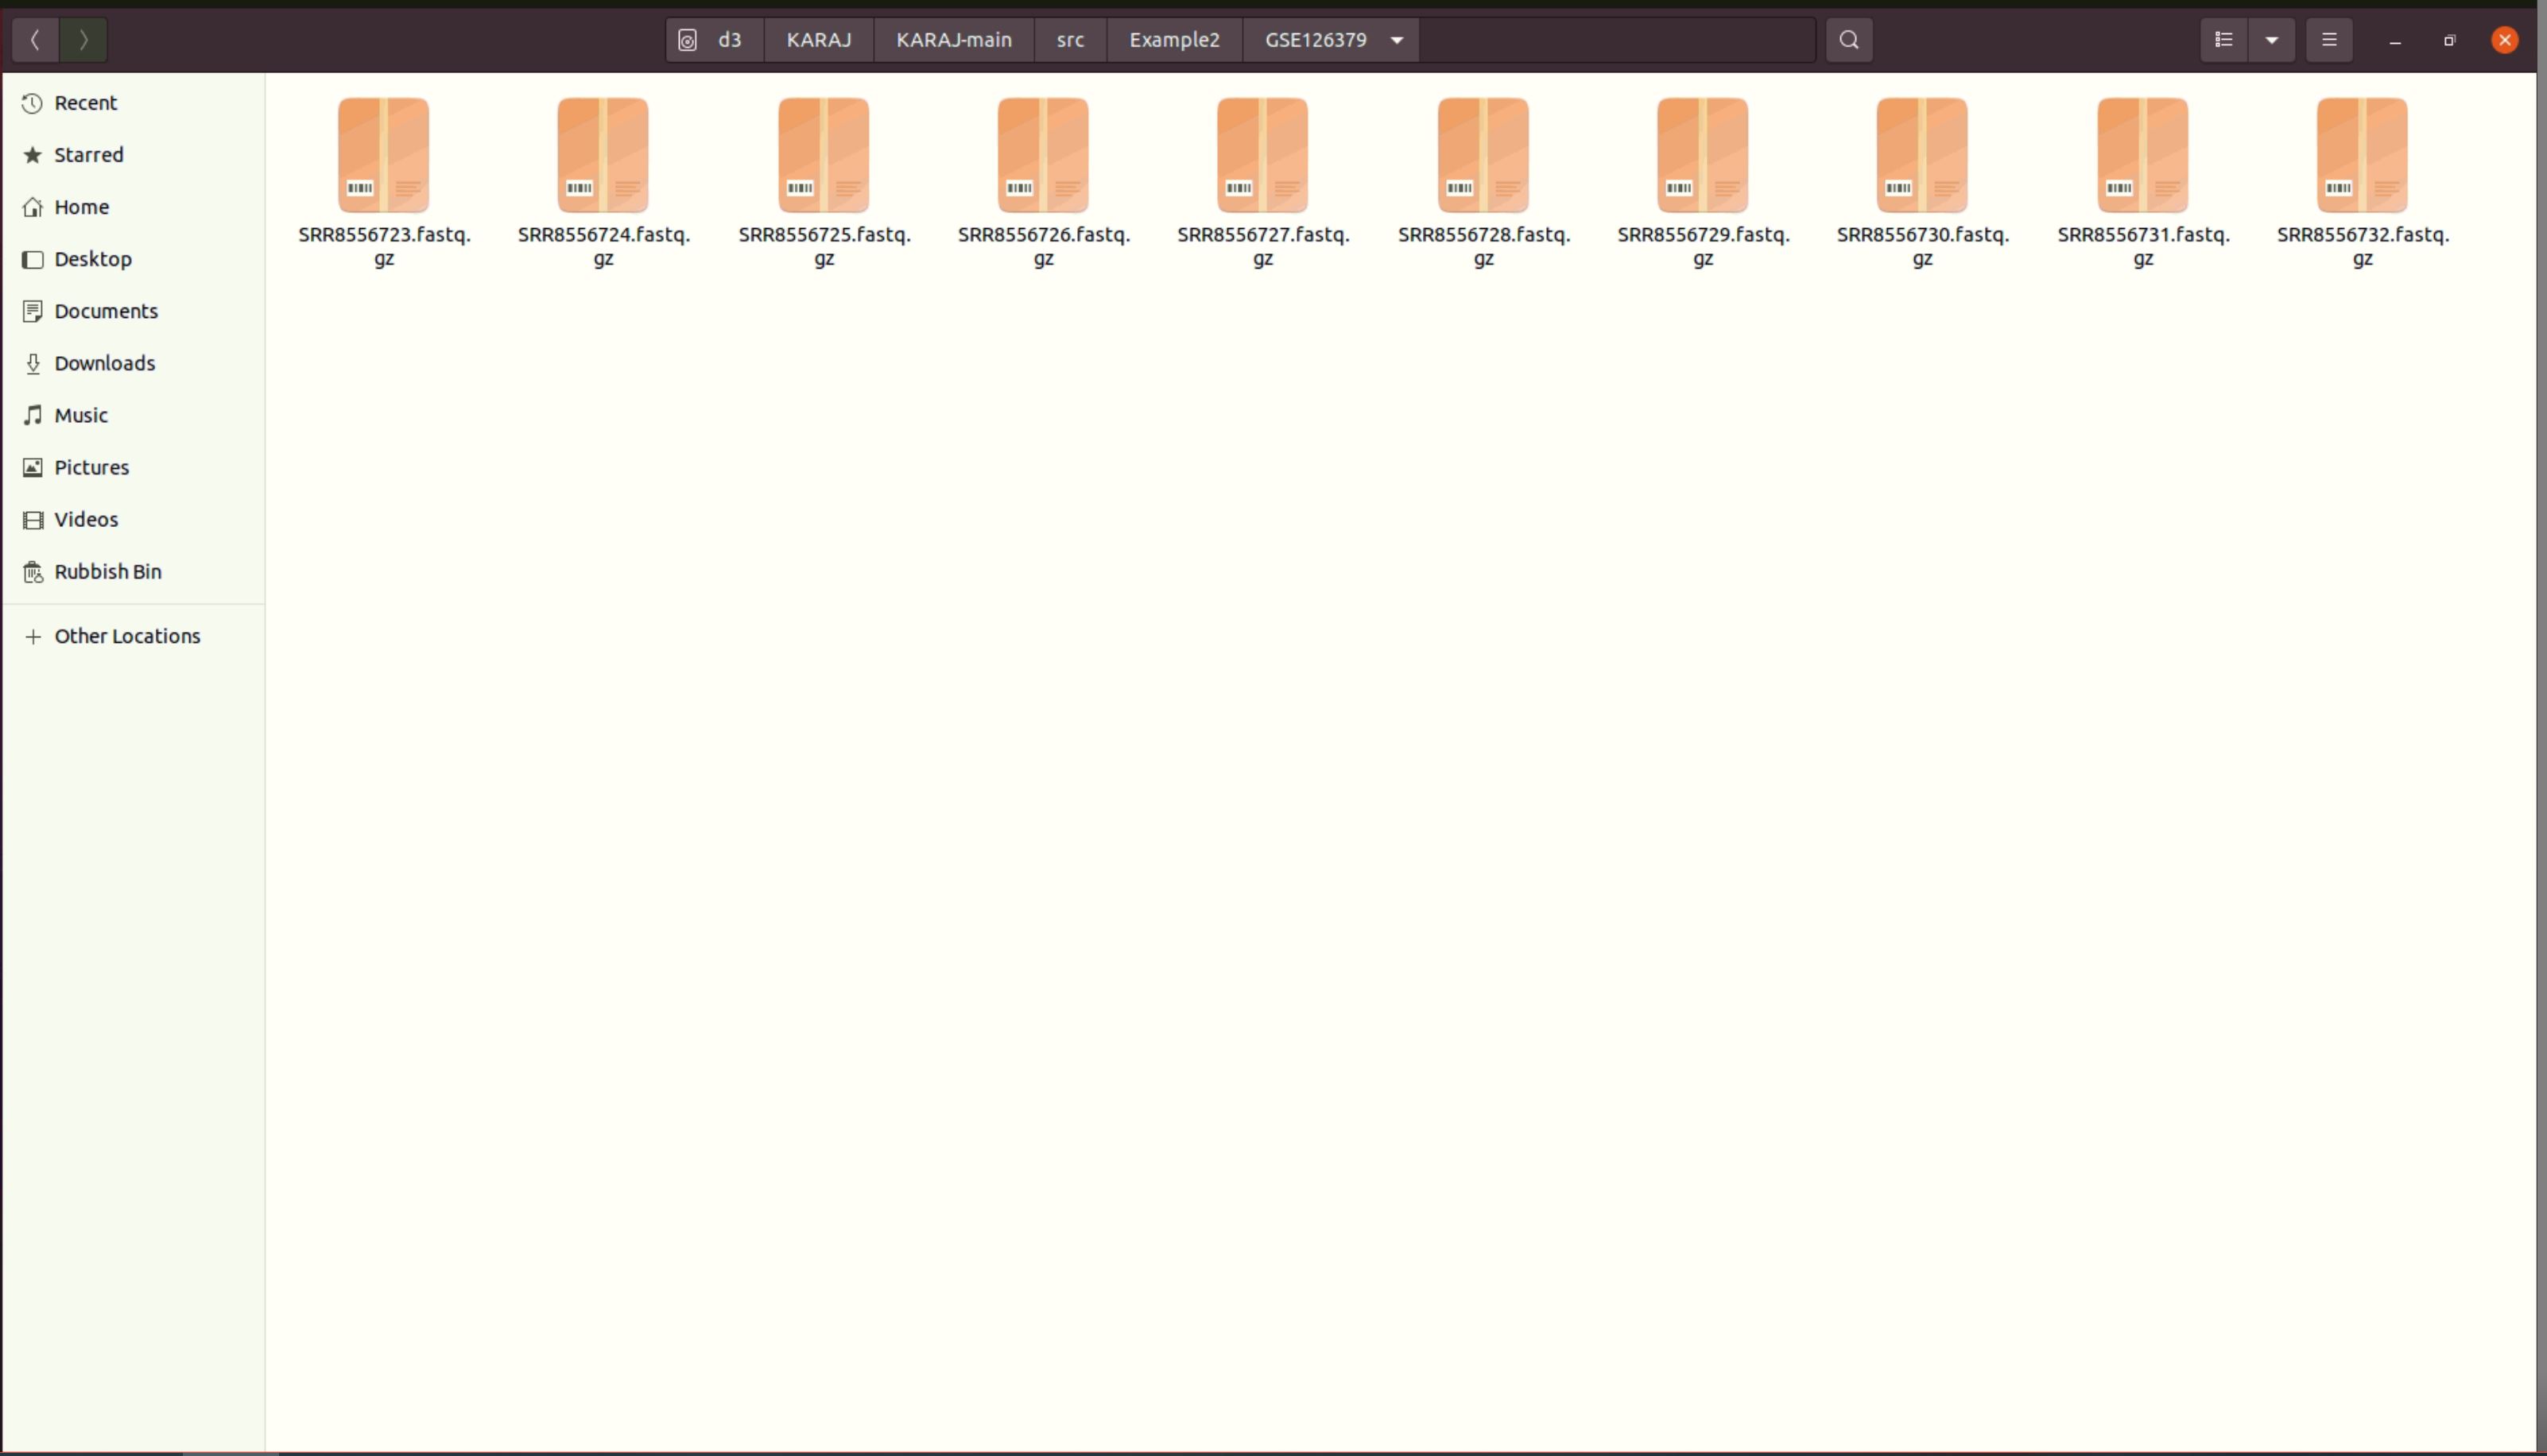 d3 KARAJ KARAJ-main src Example2 GSE126379
Recent
Starred
Home
Desktop
Documents
Downloads
Music
Pictures
Videos
Rubbish Bin
Other Locations
SRR8556723.fastq.
gz
SRR8556724.fastq.
gz
SRR8556725.fastq.
gz
SRR8556726.fastq.
gz
SRR8556727.fastq.
gz
SRR8556728.fastq.
gz
SRR8556729.fastq.
gz
SRR8556730.fastq.
gz
SRR8556731.fastq.
gz
SRR8556732.fastq.
gz